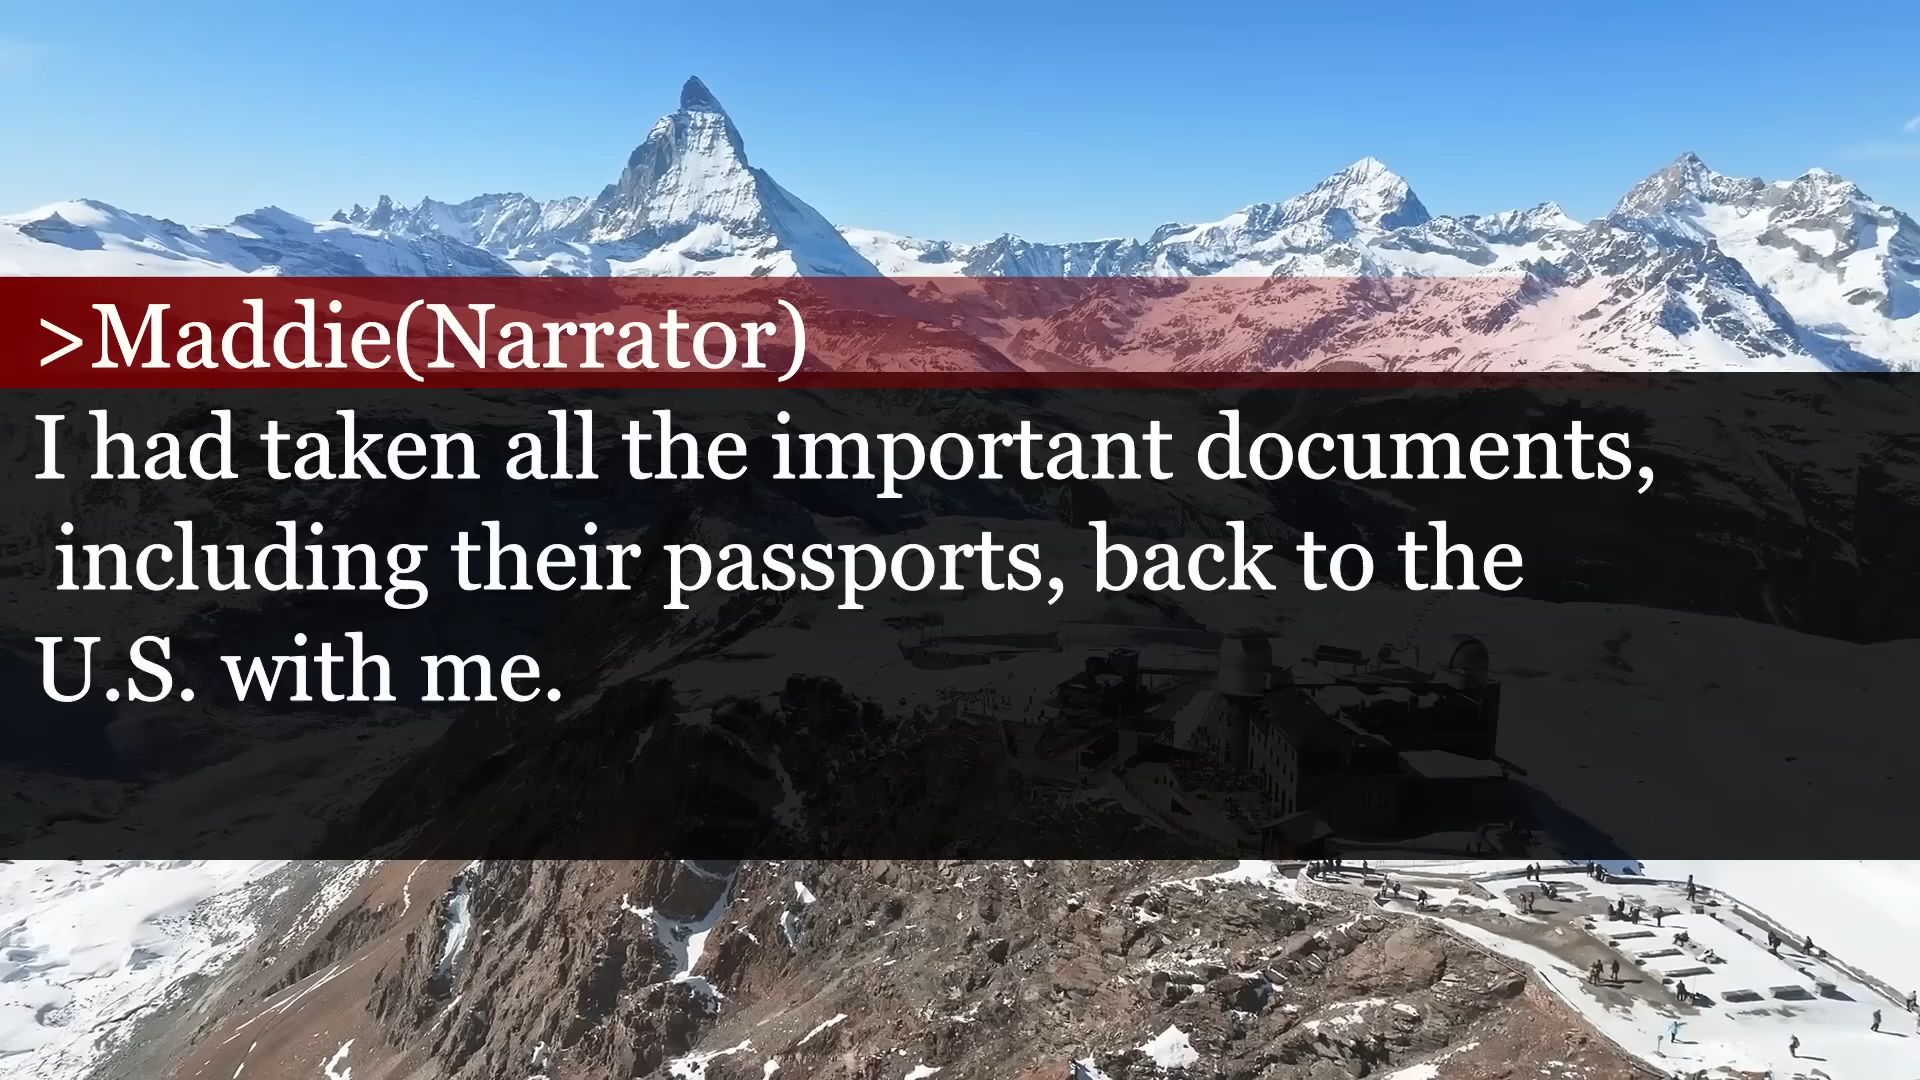 >Maddie(Narrator)
I had taken all the important documents,
including their passports, back to the
U.S. with me.